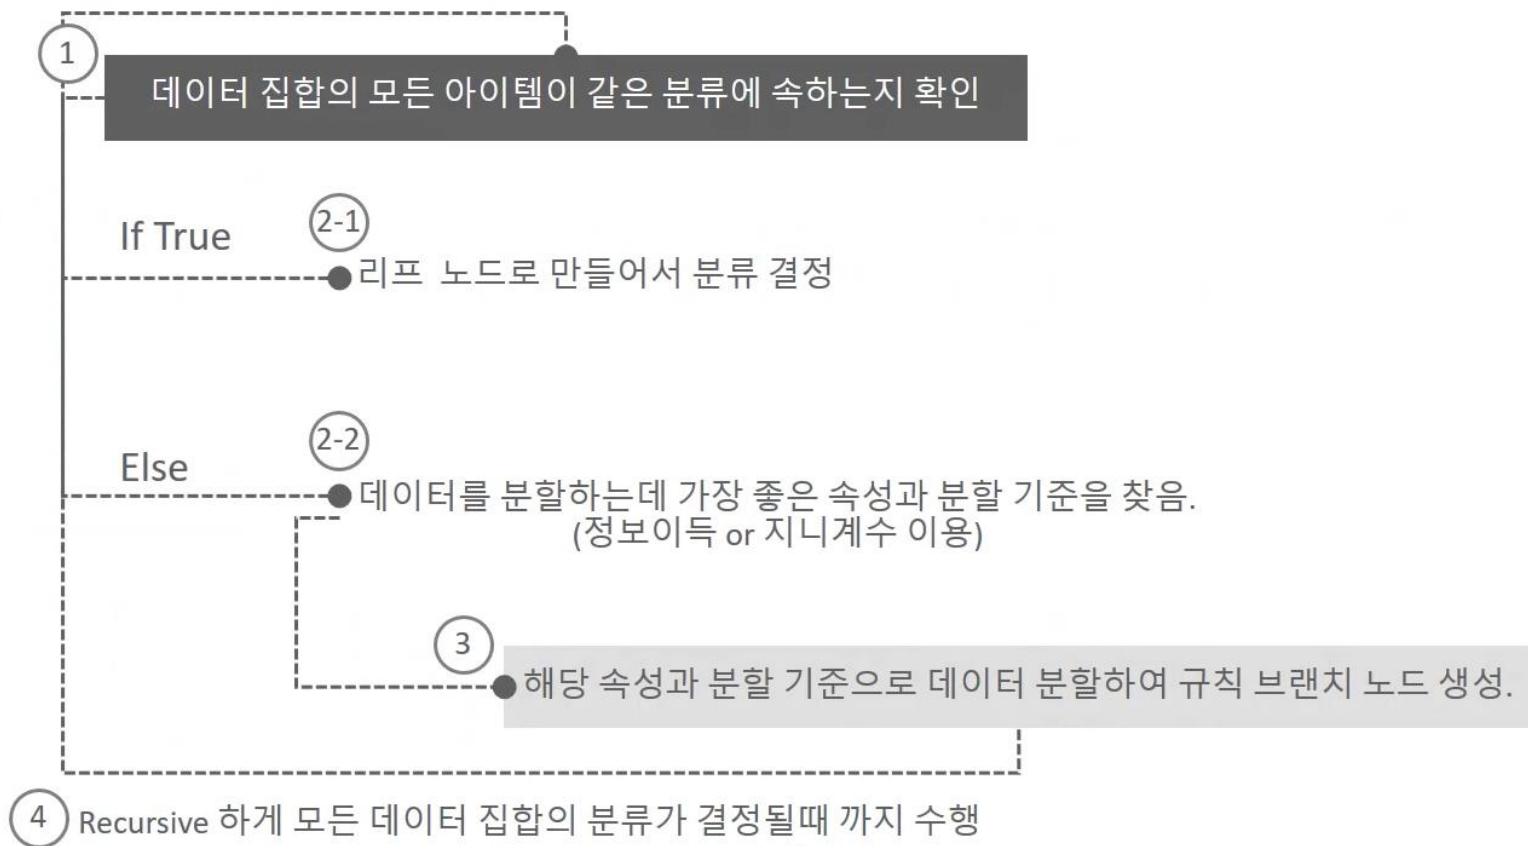 1
데이터 집합의 모든 아이템이 같은 분류에 속하는지 확인
If True
2-1
리프 노드로 만들어서 분류 결정
Else
2-2
데이터를 분할하는데 가장 좋은 속성과 분할 기준을 찾음.
(정보이득 or 지니계수 이용)
3
해당 속성과 분할 기준으로 데이터 분할하여 규칙 브랜치 노드 생성.
4
Recursive 하게 모든 데이터 집합의 분류가 결정될때 까지 수행